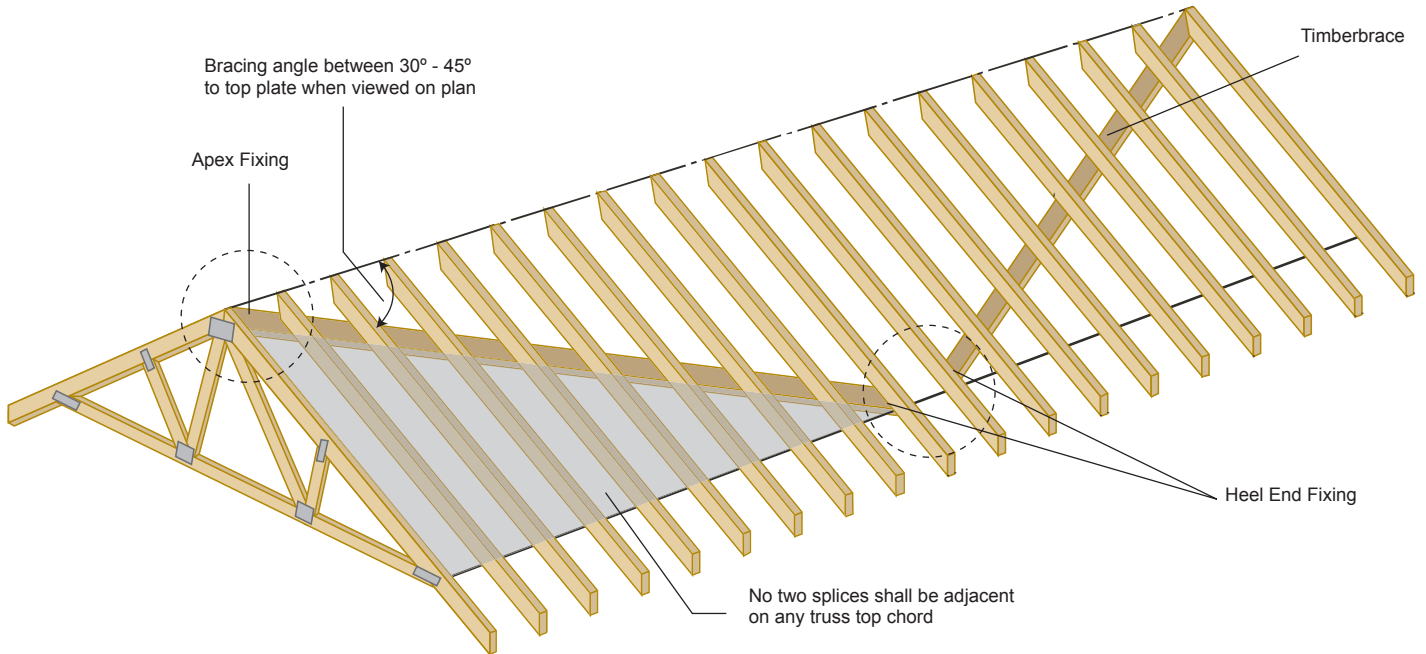 Timberbrace
Bracing angle between 30º - 45º
to top plate when viewed on plan
Apex Fixing
Heel End Fixing
No two splices shall be adjacent
on any truss top chord